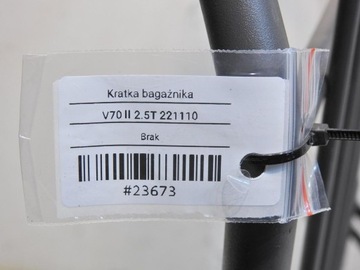 Kratka bagażnika
V70 II 2.5T 221110
Brak
#23673